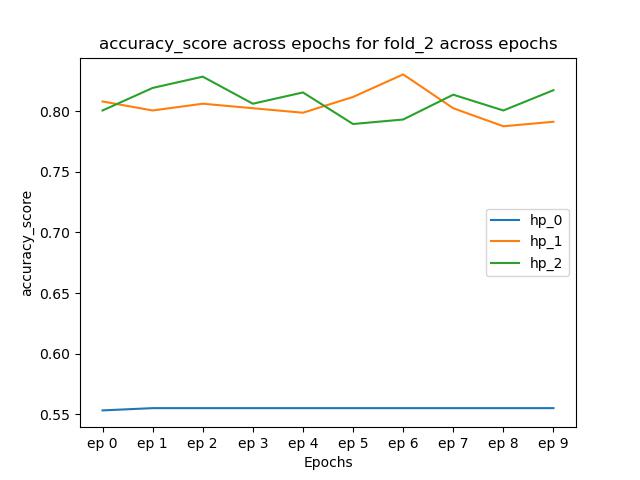 accuracy_score across epochs for fold_2 across epochs
accuracy_score
0.80
0.75
0.70
0.65
0.60
0.55
hp_0
hp_1
hp_2
ep 0 ep 1 ep 2 ep 3 ep 4 ep 5 ep 6 ep 7 ep 8 ep 9
Epochs